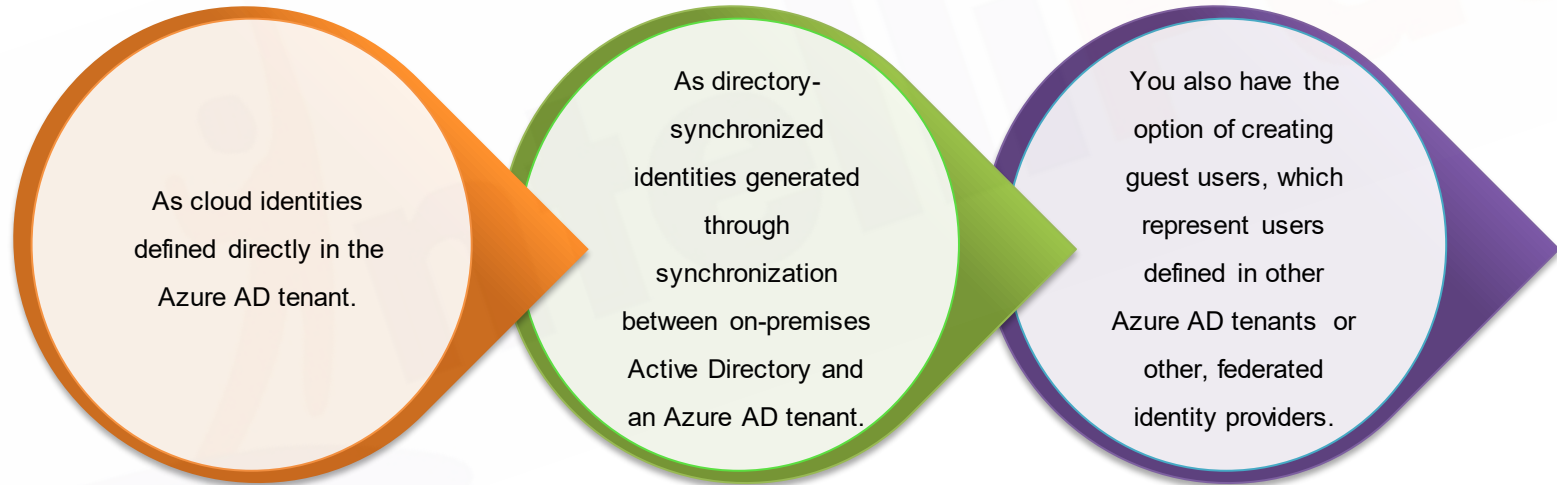 As cloud identities
defined directly in the
Azure AD tenant.
As directory-
synchronized
identities generated
through
synchronization
between on-premises
Active Directory and
an Azure AD tenant.
You also have the
option of creating
guest users, which
represent users
defined in other
Azure AD tenants or
other, federated
identity providers.